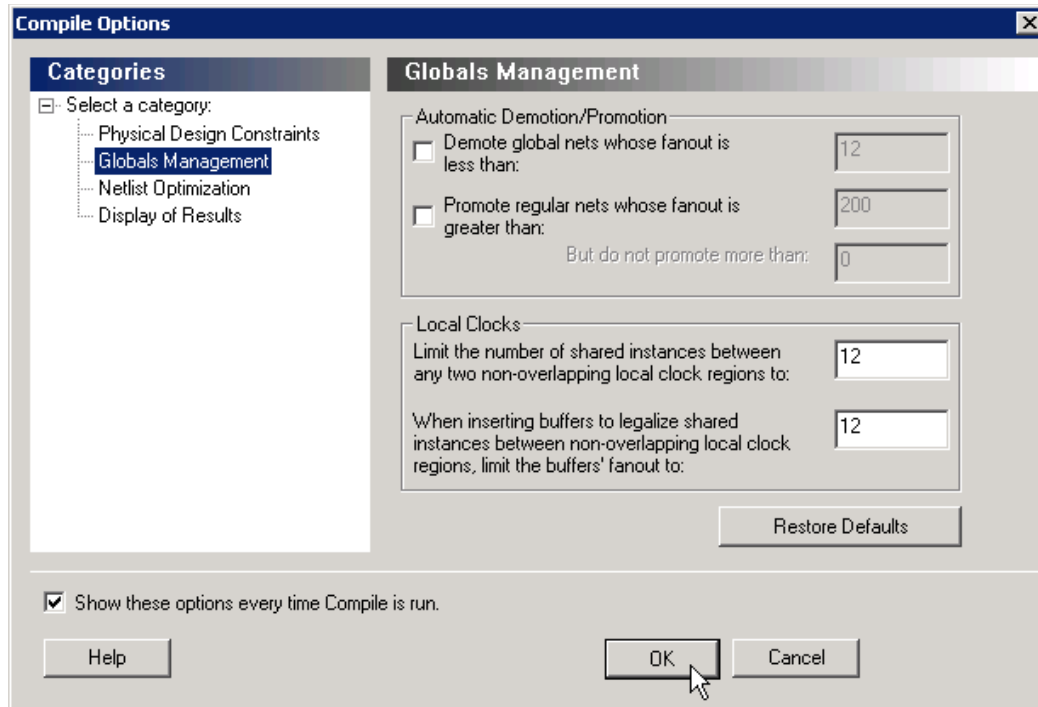 Compile Options
Categories
Select a category:
Physical Design Constraints
Globals Management
Netlist Optimization
Display of Results
Globals Management
Automatic Demotion/Promotion
Demote global nets whose fanout is
less than:
12
Promote regular nets whose fanout is
greater than:
200
But do not promote more than:
0
Local Clocks
Limit the number of shared instances between
any two non-overlapping local clock regions to:
12
When inserting buffers to legalize shared
instances between non-overlapping local clock
regions, limit the buffers' fanout to:
12
Restore Defaults
Show these options every time Compile is run.
Help
OK
Cancel